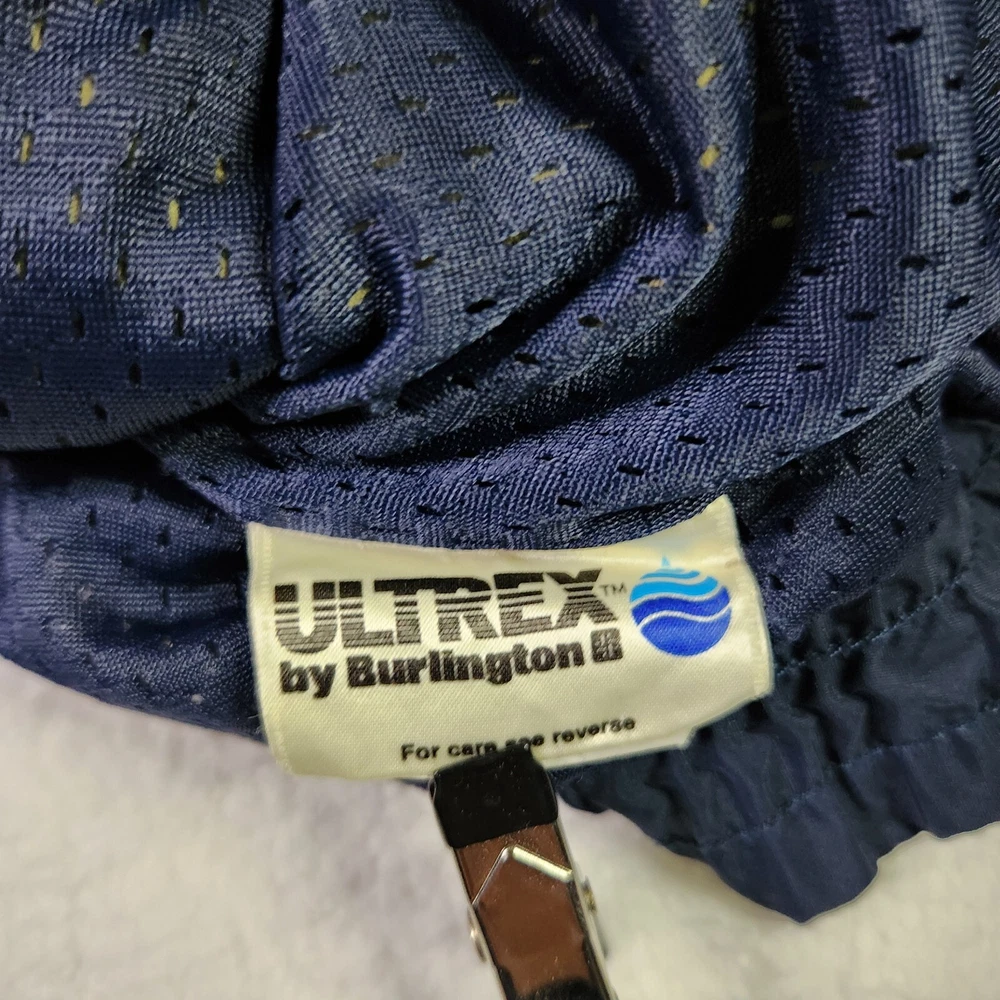 ULTREX™
by Burlington
For care see reverse